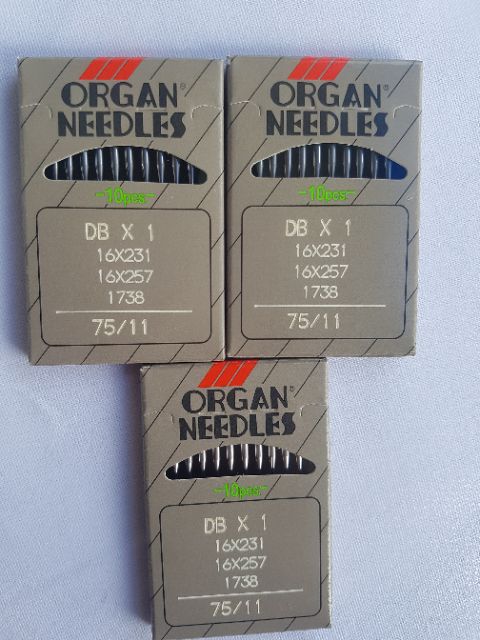 ORGAN®
NEEDLES
-10pcs-
DB X 1
16X231
16X257
1738
75/11
ORGAN®
NEEDLES
-10pcs-
DB X 1
16X231
16X257
1738
75/11
ORGAN®
NEEDLES
-10pcs-
DB X 1
16X231
16X257
1738
75/11